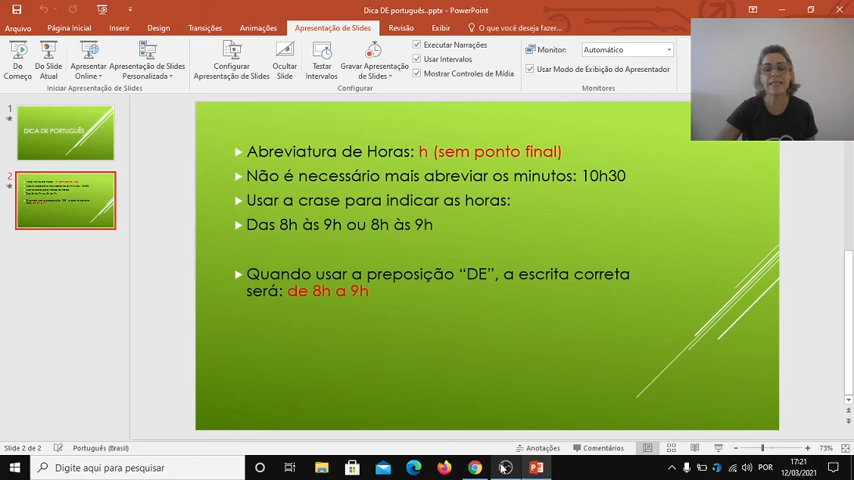 Dica DE português..pptx - PowerPoint
Arquivo Página Inicial Inserir Design Transições Animações Apresentação de Slides Revisão Exibir O que você deseja fazer...
Do Começo
Do Slide Atual
Apresentar Online
Apresentação de Slides Personalizada
Configurar Apresentação de Slides
Ocultar Slide
Testar Intervalos
Gravar Apresentação de Slides
Executar Narrações
Usar Intervalos
Mostrar Controles de Mídia
Monitor: Automático
Usar Modo de Exibição do Apresentador
Iniciar Apresentação de Slides Configurar Monitores
1
DICA DE PORTUGUÊS
2
Abreviatura de Horas: h (sem ponto final)
Não é necessário mais abreviar os minutos: 10h30
Usar a crase para indicar as horas:
Das 8h às 9h ou 8h às 9h
Quando usar a preposição “DE”, a escrita correta
será: de 8h a 9h
Slide 2 de 2 Português (Brasil) Anotações Comentários 73%
Digite aqui para pesquisar
POR
17:21
12/03/2021